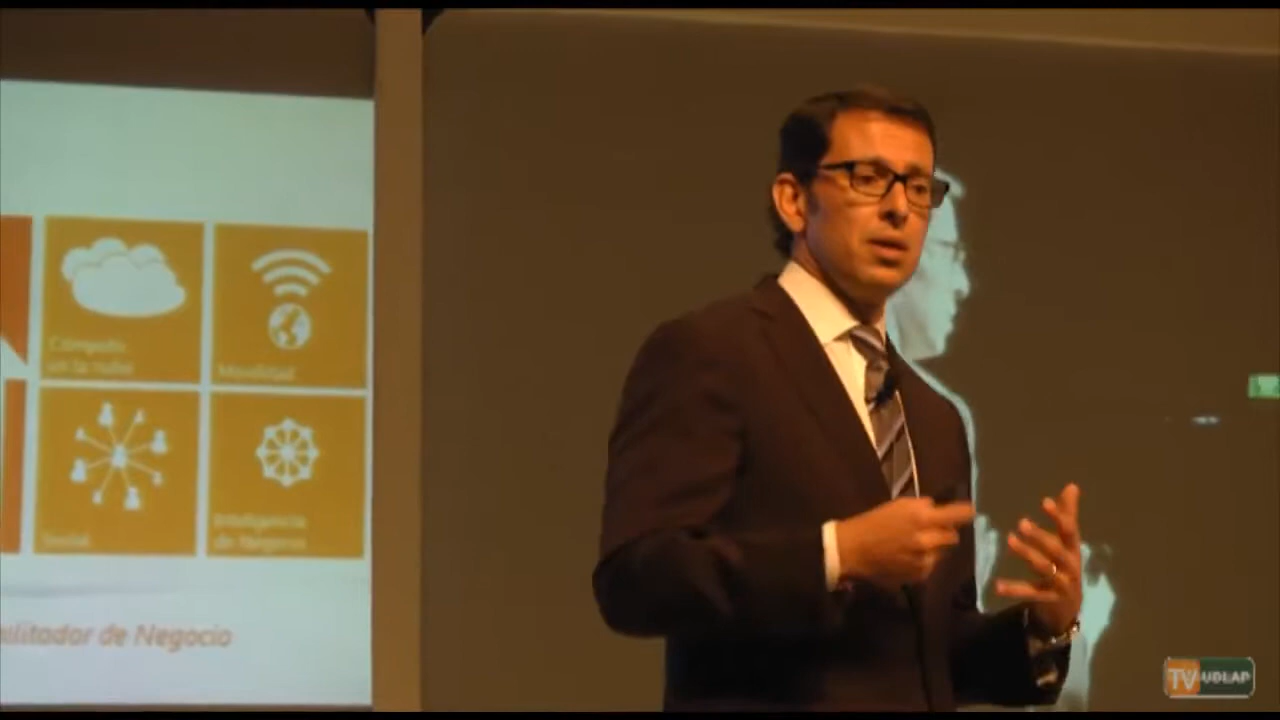 Cómputo
en la nube
Movilidad
Social
Inteligencia
de Negocio
ilitador de Negocio
TV UDLAP